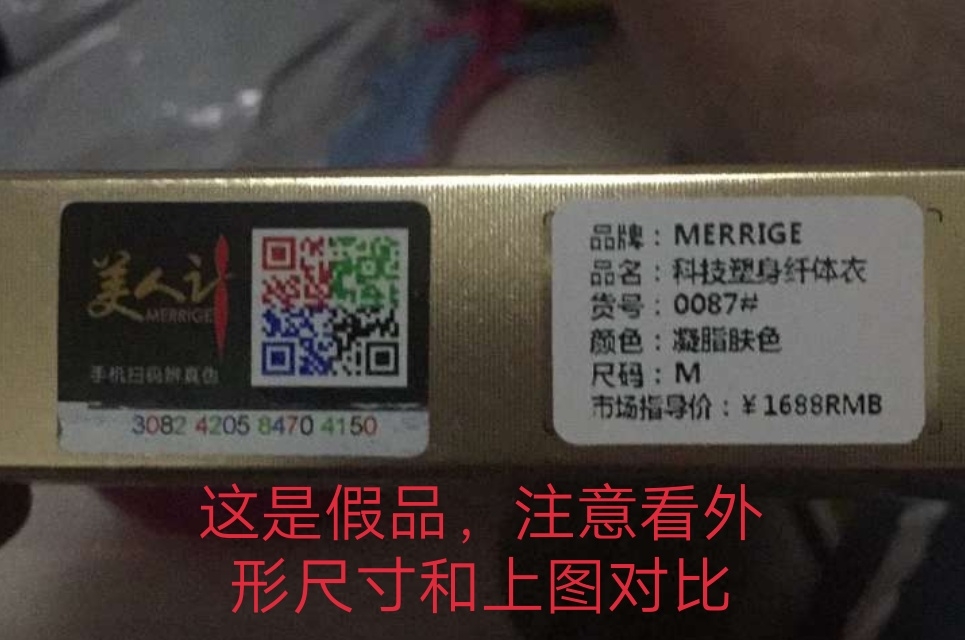 美人计
MERRIGE
手机扫码辨真伪
3082 4205 8470 4150
品牌：MERRIGE
品名：科技塑身纤体衣
货号：0087#
颜色：凝脂肤色
尺码：M
市场指导价：￥1688RMB
这是假品，注意看外
形尺寸和上图对比